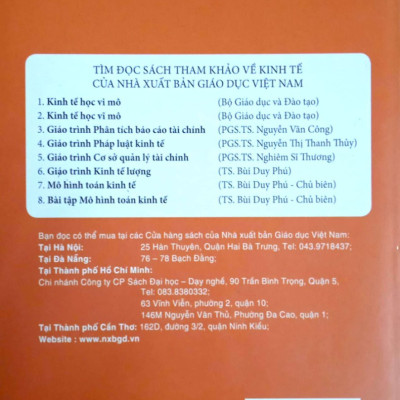 TÌM ĐỌC SÁCH THAM KHẢO VỀ KINH TẾ
CỦA NHÀ XUẤT BẢN GIÁO DỤC VIỆT NAM
1. Kinh tế học vi mô (Bộ Giáo dục và Đào tạo)
2. Kinh tế học vĩ mô (Bộ Giáo dục và Đào tạo)
3. Giáo trình Phân tích báo cáo tài chính (PGS.TS. Nguyễn Văn Công)
4. Giáo trình Pháp luật kinh tế (PGS.TS. Nguyễn Thị Thanh Thủy)
5. Giáo trình Cơ sở quản lý tài chính (PGS.TS. Nghiêm Sĩ Thương)
6. Giáo trình Kinh tế lượng (TS. Bùi Duy Phú)
7. Mô hình toán kinh tế (TS. Bùi Duy Phú - Chủ biên)
8. Bài tập Mô hình toán kinh tế (TS. Bùi Duy Phú - Chủ biên)
Bạn đọc có thể mua tại các Cửa hàng sách của Nhà xuất bản Giáo dục Việt Nam:
Tại Hà Nội: 25 Hàn Thuyên, Quận Hai Bà Trưng, Tel: 043.9718437;
Tại Đà Nẵng: 76 – 78 Bạch Đằng;
Tại Thành phố Hồ Chí Minh:
Chi nhánh Công ty CP Sách Đại học – Dạy nghề, 90 Trần Bình Trọng, Quận 5,
Tel: 083.8380332;
63 Vĩnh Viễn, phường 2, quận 10;
146M Nguyễn Văn Thủ, Phường Đa Cao, quận 1;
Tại Thành phố Cần Thơ: 162D, đường 3/2, quận Ninh Kiều;
Website : www.nxbgd.vn